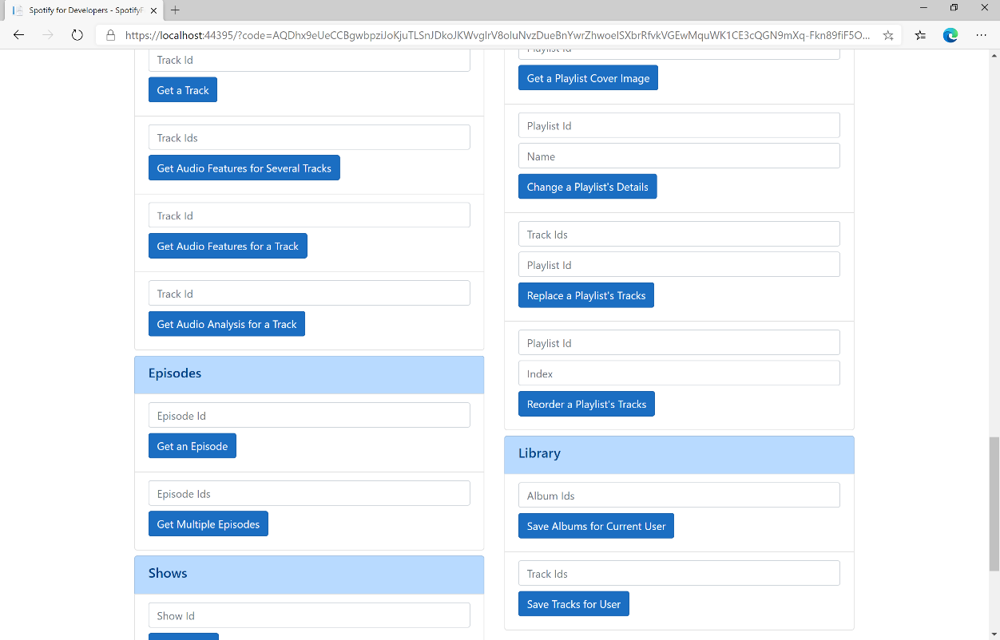 Spotify for Developers - SpotifyF
https://localhost:44395/?code=AQDhx9eUeCCBgwbpziJoKjuTLSnJDkoJKWvgIrV8oluNvzDueBnYwrZhwoelSXbrRfvkVGEwMquWK1CE3cQGN9mXq-Fkn89fiF5O...
Track Id
Get a Track
Track Ids
Get Audio Features for Several Tracks
Track Id
Get Audio Features for a Track
Track Id
Get Audio Analysis for a Track
Episodes
Episode Id
Get an Episode
Episode Ids
Get Multiple Episodes
Shows
Show Id
Playlist Id
Get a Playlist Cover Image
Playlist Id
Name
Change a Playlist's Details
Track Ids
Playlist Id
Replace a Playlist's Tracks
Playlist Id
Index
Reorder a Playlist's Tracks
Library
Album Ids
Save Albums for Current User
Track Ids
Save Tracks for User